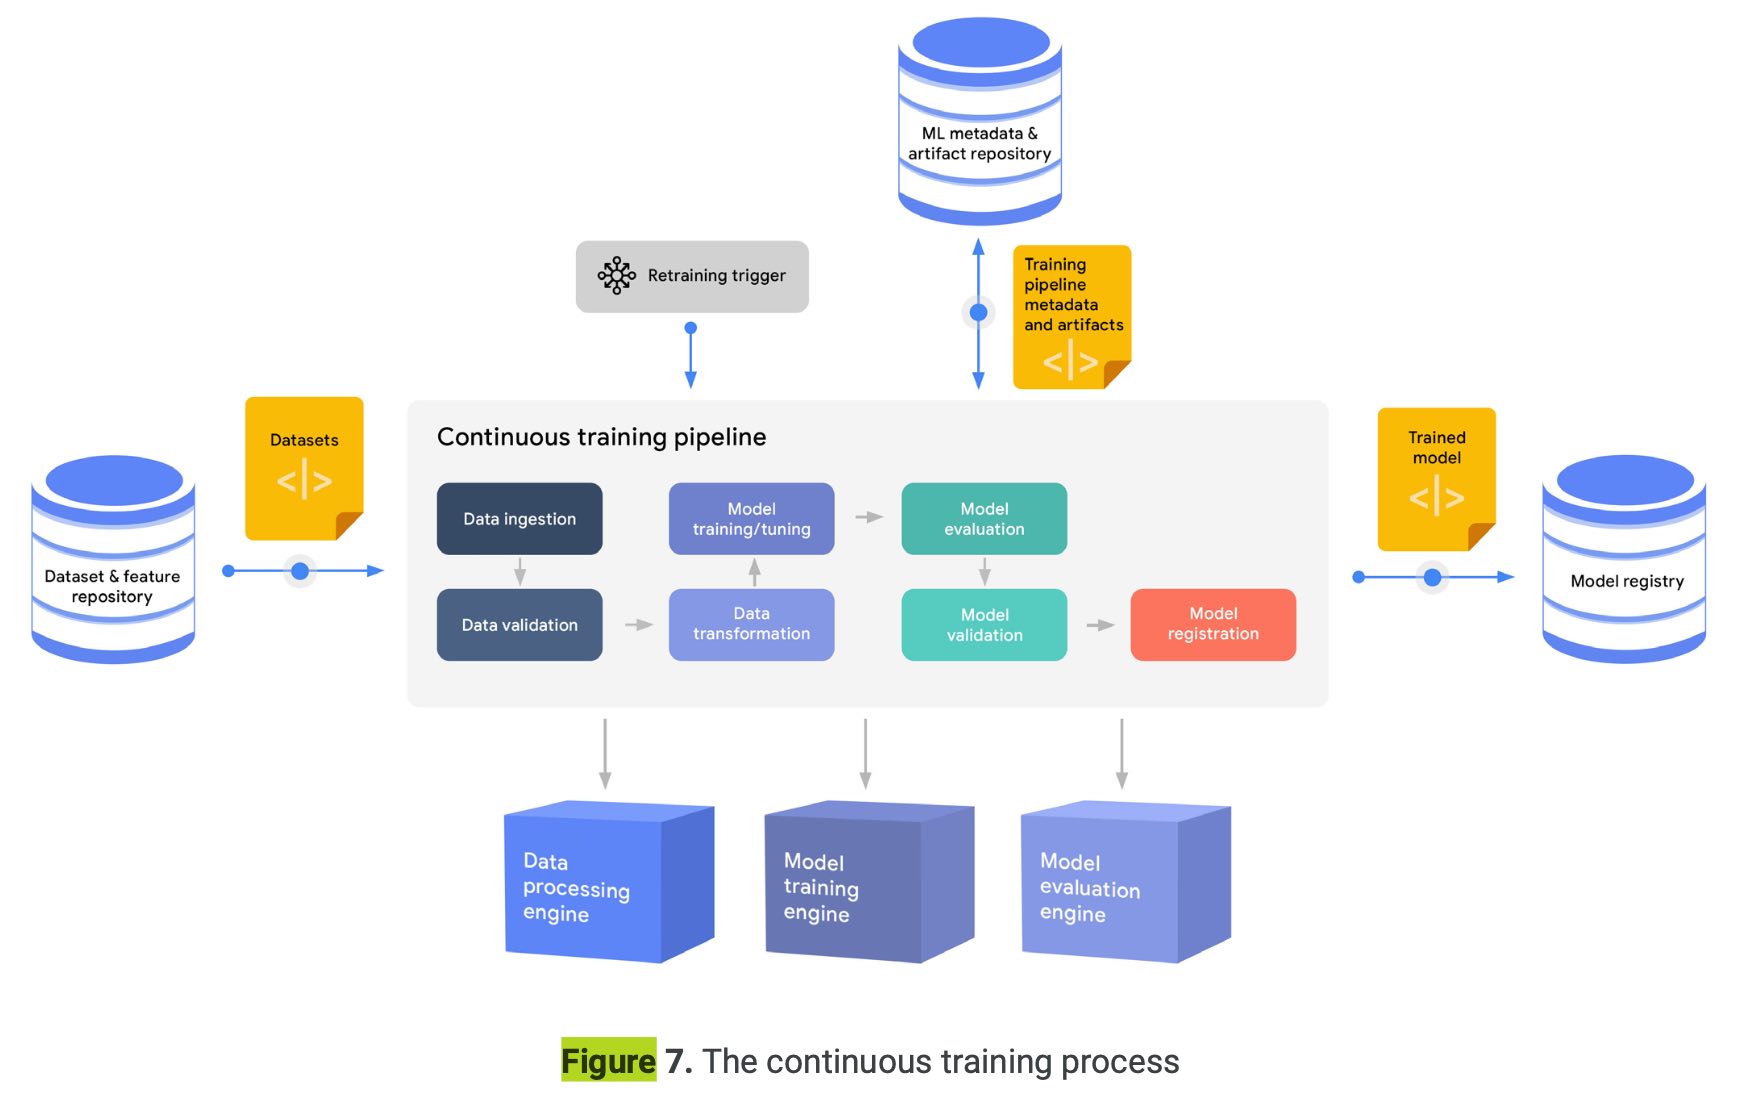 ML metadata &
artifact repository
Retraining trigger
Training
pipeline
metadata
and artifacts
</>
Datasets
</>
Dataset & feature
repository
Continuous training pipeline
Data ingestion
Model
training/tuning
Model
evaluation
Data validation
Data
transformation
Model
validation
Model
registration
Trained
model
</>
Model registry
Data
processing
engine
Model
training
engine
Model
evaluation
engine
Figure 7. The continuous training process